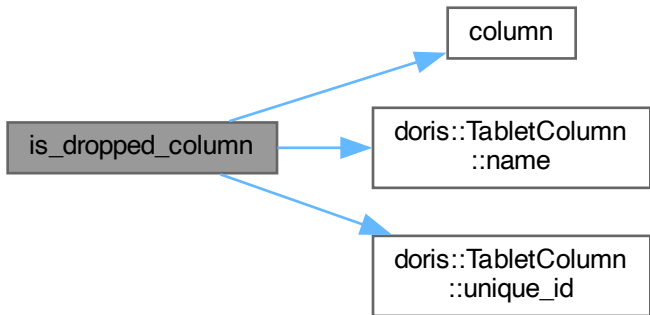 column
is_dropped_column
doris::TabletColumn
::name
doris::TabletColumn
::unique_id